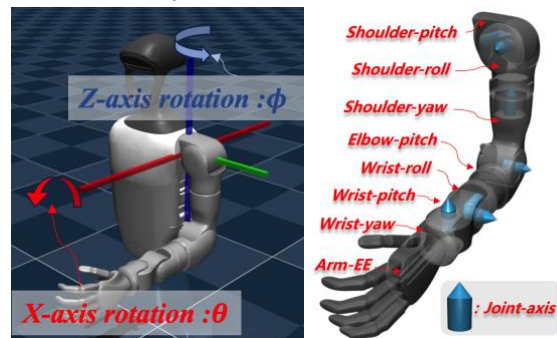 Z-axis rotation :ϕ
X-axis rotation :θ
Shoulder-pitch
Shoulder-roll
Shoulder-yaw
Elbow-pitch
Wrist-roll
Wrist-pitch
Wrist-yaw
Arm-EE
: Joint-axis